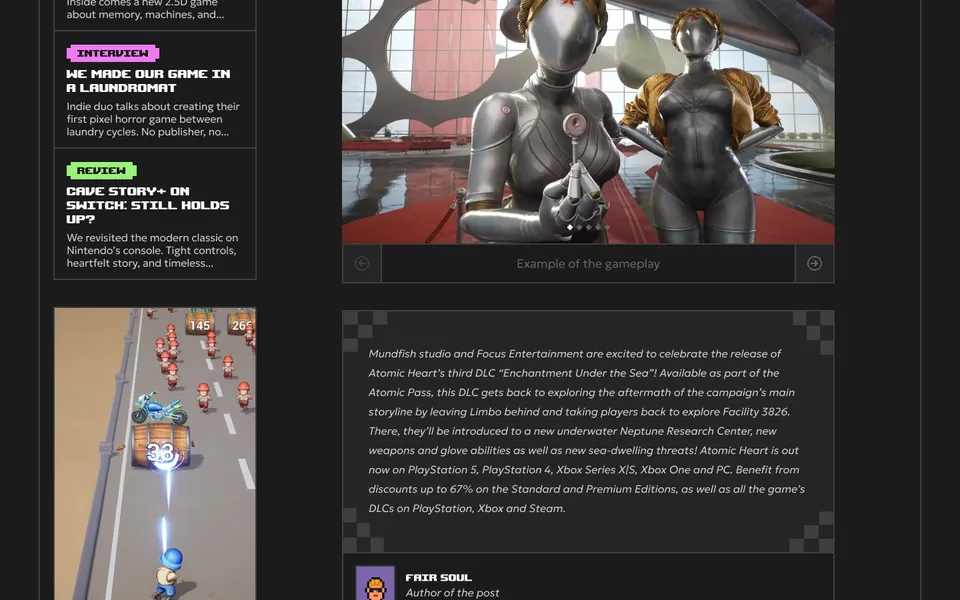 Inside comes a new 2.5D game
about memory, machines, and...
INTERVIEW
WE MADE OUR GAME IN
A LAUNDROMAT
Indie duo talks about creating their
first pixel horror game between
laundry cycles. No publisher, no...
REVIEW
CAVE STORY+ ON
SWITCH: STILL HOLDS
UP?
We revisited the modern classic on
Nintendo's console. Tight controls,
heartfelt story, and timeless...
145
266
38
Example of the gameplay
Mundfish studio and Focus Entertainment are excited to celebrate the release of
Atomic Heart's third DLC “Enchantment Under the Sea”! Available as part of the
Atomic Pass, this DLC gets back to exploring the aftermath of the campaign's main
storyline by leaving Limbo behind and taking players back to explore Facility 3826.
There, they'll be introduced to a new underwater Neptune Research Center, new
weapons and glove abilities as well as new sea-dwelling threats! Atomic Heart is out
now on PlayStation 5, PlayStation 4, Xbox Series X|S, Xbox One and PC. Benefit from
discounts up to 67% on the Standard and Premium Editions, as well as all the game's
DLCs on PlayStation, Xbox and Steam.
FAIR SOUL
Author of the post